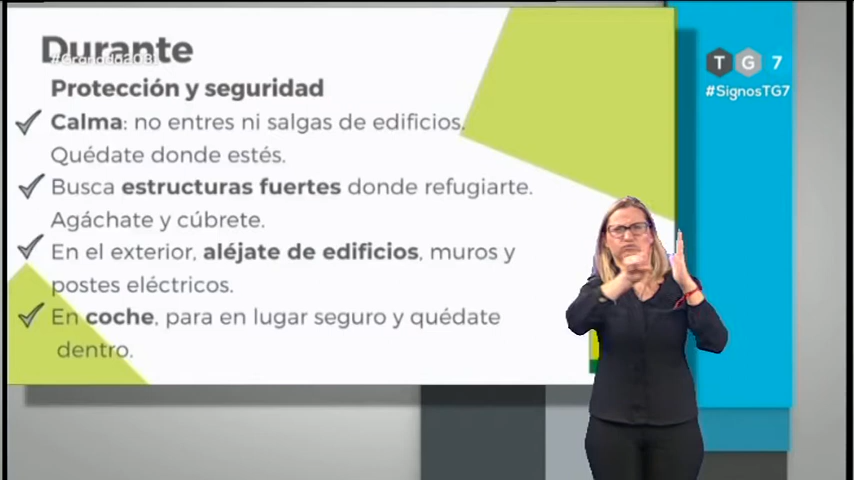 Durante
Protección y seguridad
Calma: no entres ni salgas de edificios.
Quédate donde estés.
Busca estructuras fuertes donde refugiarte.
Agáchate y cúbrete.
En el exterior, aléjate de edificios, muros y
postes eléctricos.
En coche, para en lugar seguro y quédate
dentro.
TG 7
#SignosTG7